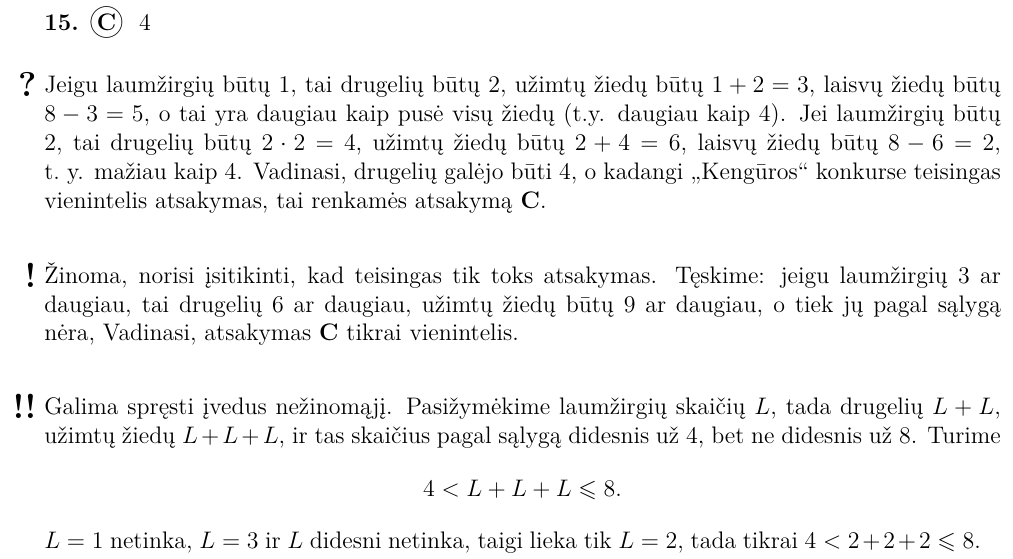 15. Ⓒ 4
? Jeigu laumžirgių būtų 1, tai drugelių būtų 2, užimtų žiedų būtų 1 + 2 = 3, laisvų žiedų būtų
8 − 3 = 5, o tai yra daugiau kaip pusė visų žiedų (t.y. daugiau kaip 4). Jei laumžirgių būtų
2, tai drugelių būtų 2 · 2 = 4, užimtų žiedų būtų 2 + 4 = 6, laisvų žiedų būtų 8 − 6 = 2,
t. y. mažiau kaip 4. Vadinasi, drugelių galėjo būti 4, o kadangi „Kengūros“ konkurse teisingas
vienintelis atsakymas, tai renkamės atsakymą C.
! Žinoma, norisi įsitikinti, kad teisingas tik toks atsakymas. Tęskime: jeigu laumžirgių 3 ar
daugiau, tai drugelių 6 ar daugiau, užimtų žiedų būtų 9 ar daugiau, o tiek jų pagal sąlygą
nėra, Vadinasi, atsakymas C tikrai vienintelis.
!! Galima spręsti įvedus nežinomąjį. Pasižymėkime laumžirgių skaičių L, tada drugelių L + L,
užimtų žiedų L + L + L, ir tas skaičius pagal sąlygą didesnis už 4, bet ne didesnis už 8. Turime
4 < L + L + L ⩽ 8.
L = 1 netinka, L = 3 ir L didesni netinka, taigi lieka tik L = 2, tada tikrai 4 < 2 + 2 + 2 ⩽ 8.